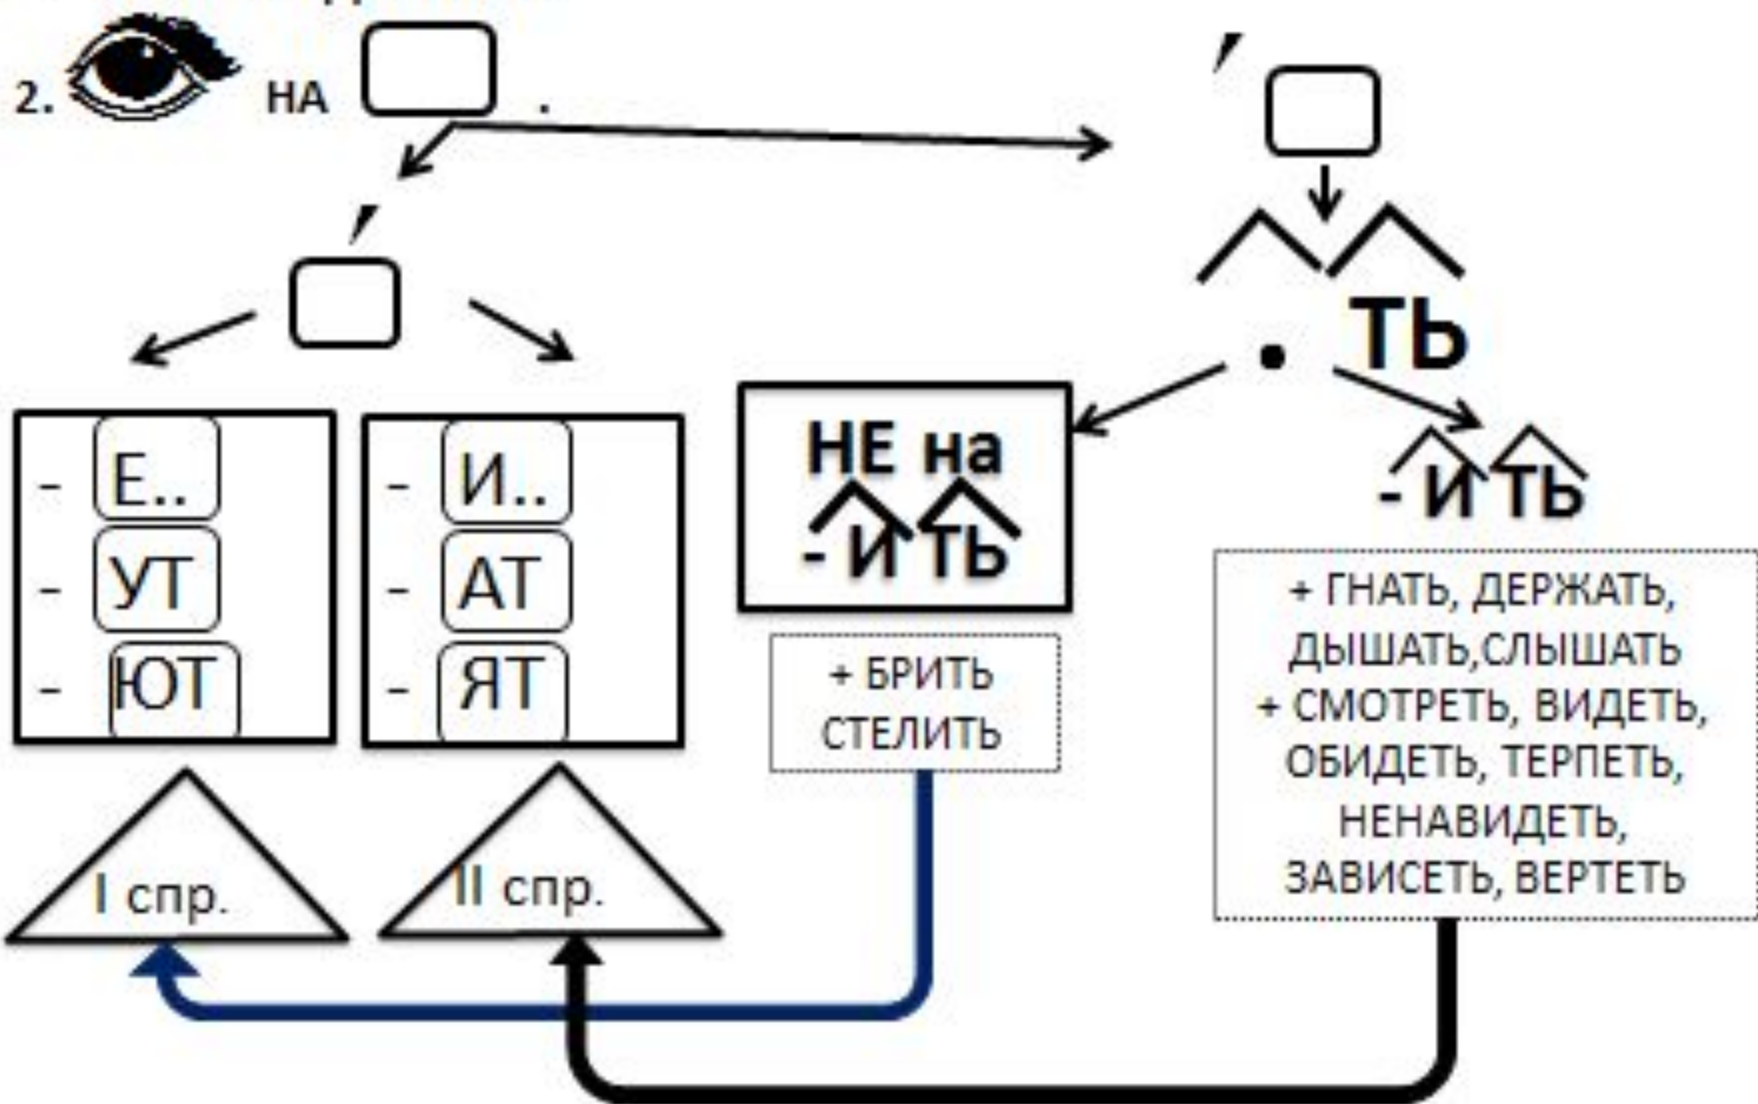 2. НА .
- Е..
- УТ
- ЮТ
- И..
- АТ
- ЯТ
I спр.
II спр.
НЕ на
- И ТЬ
+ БРИТЬ
СТЕЛИТЬ
ТЬ
- И ТЬ
+ ГНАТЬ, ДЕРЖАТЬ,
ДЫШАТЬ,СЛЫШАТЬ
+ СМОТРЕТЬ, ВИДЕТЬ,
ОБИДЕТЬ, ТЕРПЕТЬ,
НЕНАВИДЕТЬ,
ЗАВИСЕТЬ, ВЕРТЕТЬ